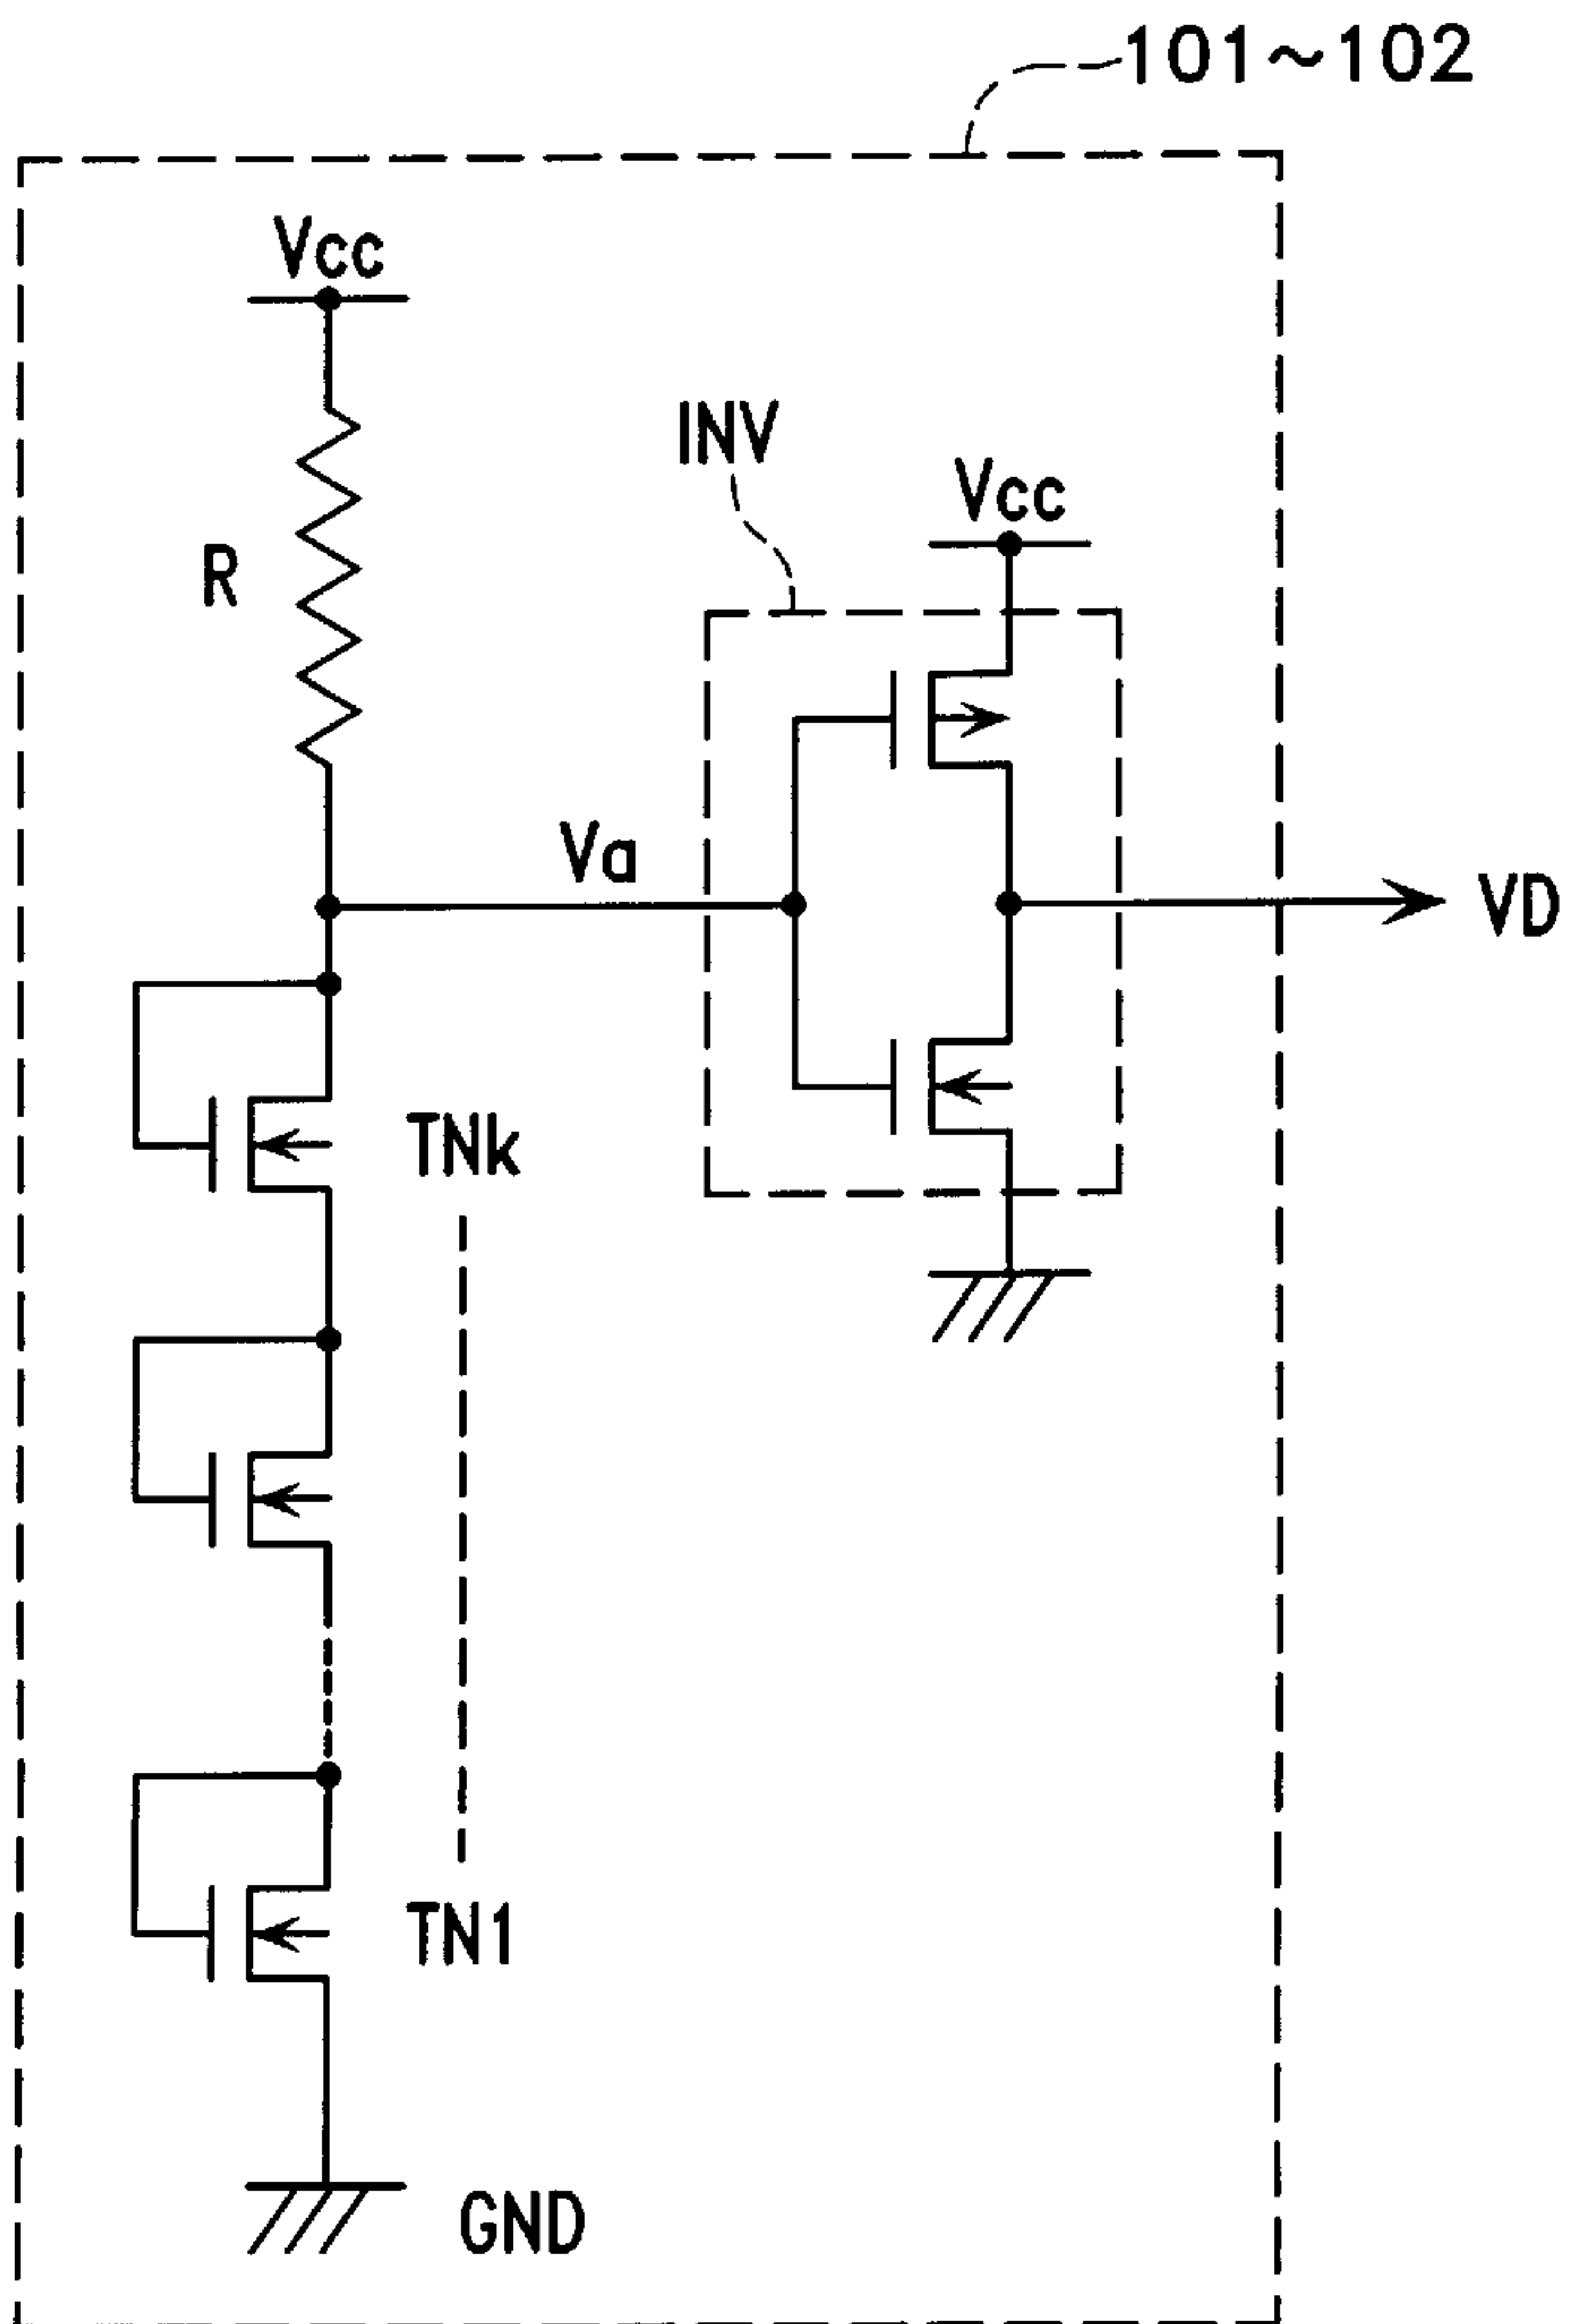 101~102
Vcc
INV
Vcc
R
Va
VD
TNk
TN1
GND